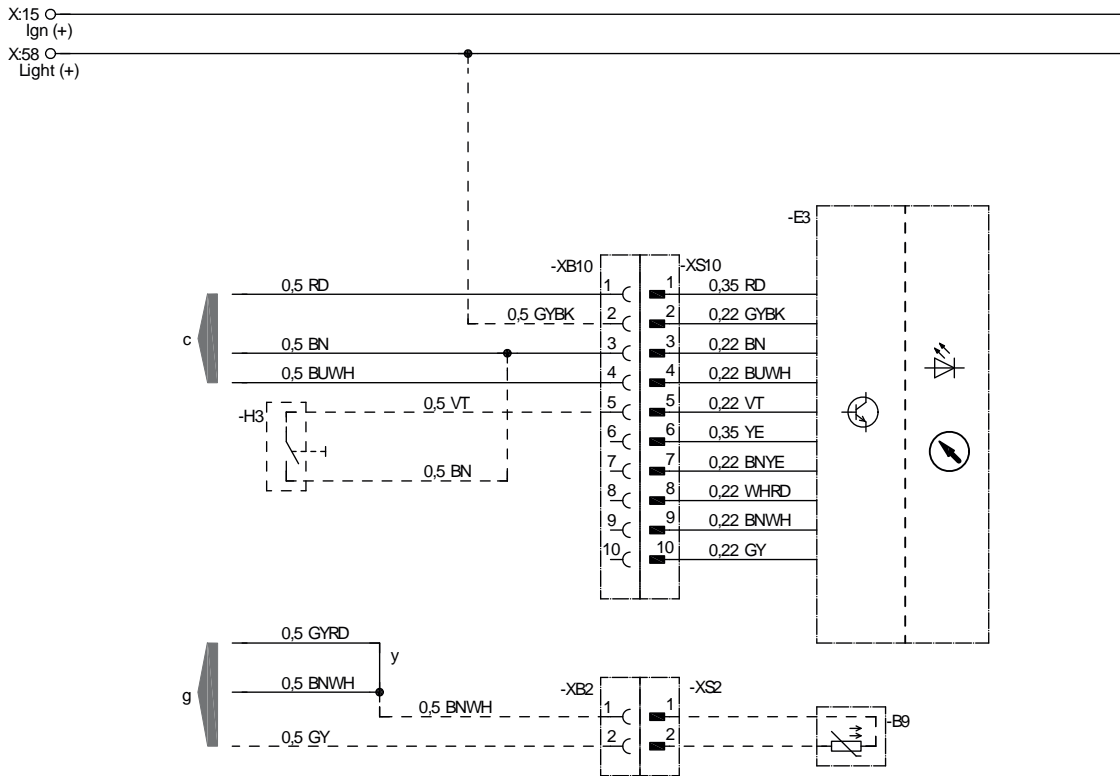 X:15
Ign (+)
X:58
Light (+)
-E3
-XB10 -XS10
0,5 RD 1 1 0,35 RD
0,5 GYBK 2 2 0,22 GYBK
c
0,5 BN 3 3 0,22 BN
0,5 BUWH 4 4 0,22 BUWH
-H3
0,5 VT 5 5 0,22 VT
6 6 0,35 YE
0,5 BN 7 7 0,22 BNYE
8 8 0,22 WHRD
9 9 0,22 BNWH
10 10 0,22 GY
0,5 GYRD
y
g
0,5 BNWH
-XB2 -XS2
0,5 BNWH 1 1
-B9
0,5 GY 2 2